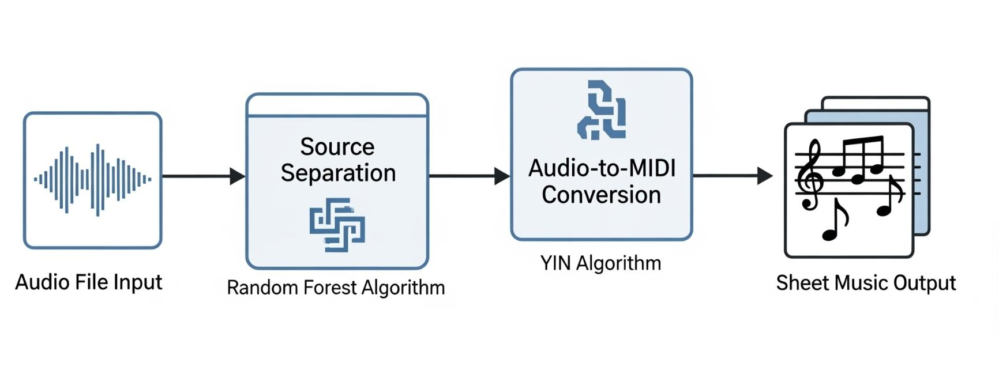 Audio File Input
Source
Separation
Random Forest Algorithm
Audio-to-MIDI
Conversion
YIN Algorithm
Sheet Music Output